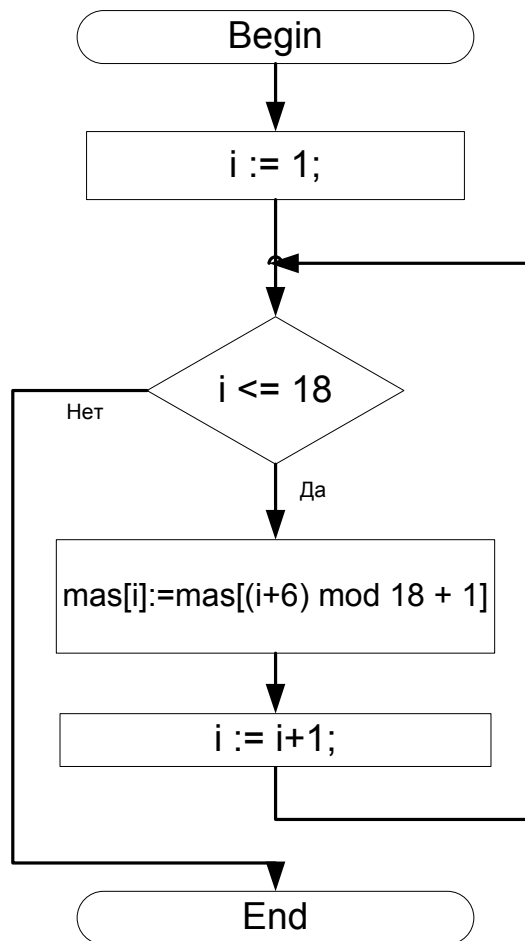 Begin
i := 1;
i <= 18
Нет
Да
mas[i]:=mas[(i+6) mod 18 + 1]
i := i+1;
End